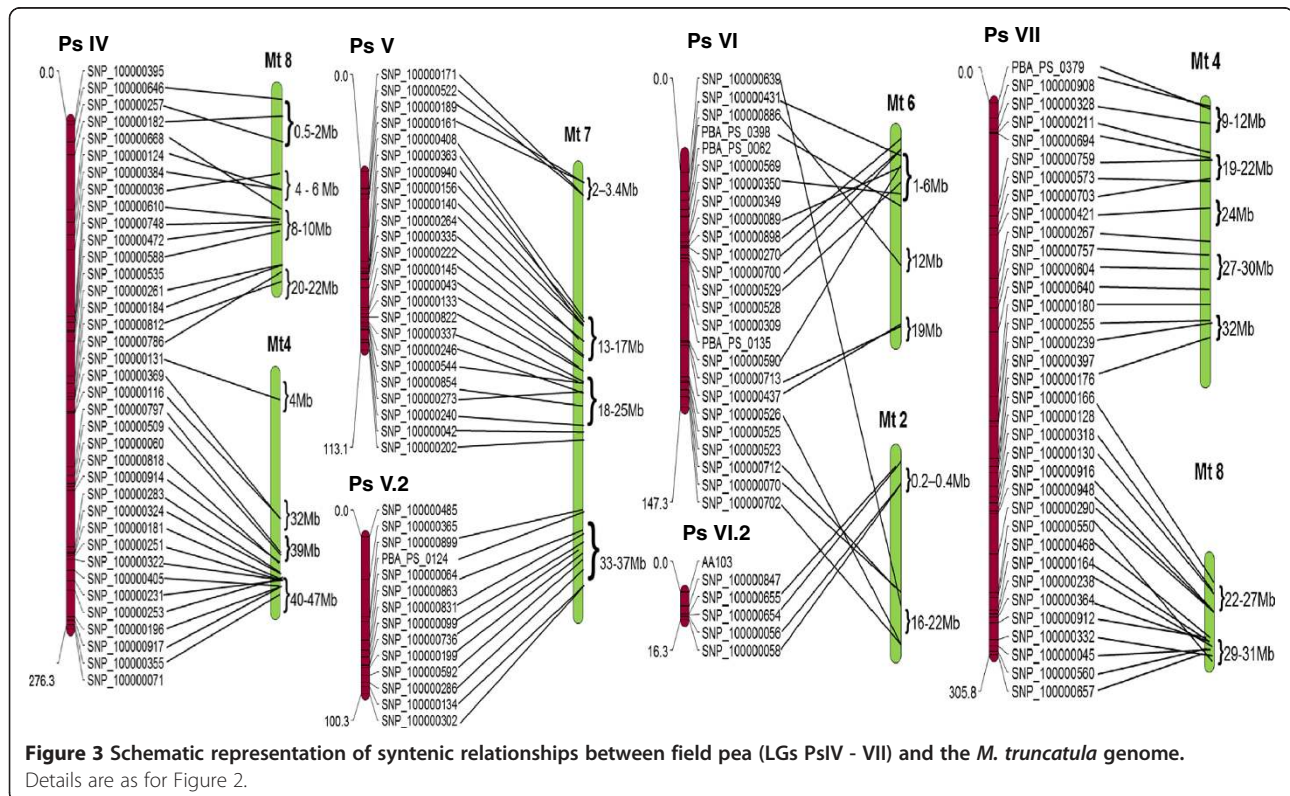 Ps IV
0.0
SNP_100000395
SNP_100000646
SNP_100000257
SNP_100000182
SNP_100000668
SNP_100000124
SNP_100000384
SNP_100000036
SNP_100000610
SNP_100000748
SNP_100000472
SNP_100000588
SNP_100000535
SNP_100000261
SNP_100000184
SNP_100000812
SNP_100000786
SNP_100000131
SNP_100000369
SNP_100000116
SNP_100000797
SNP_100000509
SNP_100000060
SNP_100000818
SNP_100000914
SNP_100000283
SNP_100000324
SNP_100000181
SNP_100000251
SNP_100000322
SNP_100000405
SNP_100000231
SNP_100000253
SNP_100000196
SNP_100000917
SNP_100000355
SNP_100000071
276.3
Mt 8
0.5-2Mb
4 - 6 Mb
8-10Mb
20-22Mb
Mt4
4Mb
32Mb
39Mb
40-47Mb
Ps V
0.0
SNP_100000171
SNP_100000522
SNP_100000189
SNP_100000161
SNP_100000408
SNP_100000363
SNP_100000940
SNP_100000156
SNP_100000140
SNP_100000264
SNP_100000335
SNP_100000222
SNP_100000145
SNP_100000043
SNP_100000133
SNP_100000822
SNP_100000337
SNP_100000246
SNP_100000544
SNP_100000854
SNP_100000273
SNP_100000240
SNP_100000042
SNP_100000202
113.1
Ps V.2
0.0
SNP_100000485
SNP_100000365
SNP_100000899
PBA_PS_0124
SNP_100000064
SNP_100000863
SNP_100000831
SNP_100000099
SNP_100000736
SNP_100000199
SNP_100000592
SNP_100000286
SNP_100000134
SNP_100000302
100.3
Mt 7
2–3.4Mb
13-17Mb
18-25Mb
33-37Mb
Ps VI
0.0
SNP_100000639
SNP_100000431
SNP_100000886
PBA_PS_0398
PBA_PS_0062
SNP_100000569
SNP_100000350
SNP_100000349
SNP_100000089
SNP_100000898
SNP_100000270
SNP_100000700
SNP_100000529
SNP_100000528
SNP_100000309
PBA_PS_0135
SNP_100000590
SNP_100000713
SNP_100000437
SNP_100000526
SNP_100000525
SNP_100000523
SNP_100000712
SNP_100000070
SNP_100000702
147.3
Ps VI.2
0.0
AA103
SNP_100000847
SNP_100000655
SNP_100000654
SNP_100000056
SNP_100000058
16.3
Mt 6
1-6Mb
12Mb
19Mb
Mt 2
0.2–0.4Mb
16-22Mb
Ps VII
0.0
PBA_PS_0379
SNP_100000908
SNP_100000328
SNP_100000211
SNP_100000694
SNP_100000759
SNP_100000573
SNP_100000703
SNP_100000421
SNP_100000267
SNP_100000757
SNP_100000604
SNP_100000640
SNP_100000180
SNP_100000255
SNP_100000239
SNP_100000397
SNP_100000176
SNP_100000166
SNP_100000128
SNP_100000318
SNP_100000130
SNP_100000916
SNP_100000948
SNP_100000290
SNP_100000550
SNP_100000468
SNP_100000164
SNP_100000238
SNP_100000364
SNP_100000912
SNP_100000332
SNP_100000045
SNP_100000560
SNP_100000657
305.8
Mt 4
9-12Mb
19-22Mb
24Mb
27-30Mb
32Mb
Mt 8
22-27Mb
29-31Mb
Figure 3 Schematic representation of syntenic relationships between field pea (LGs PsIV - VII) and the M. truncatula genome.
Details are as for Figure 2.